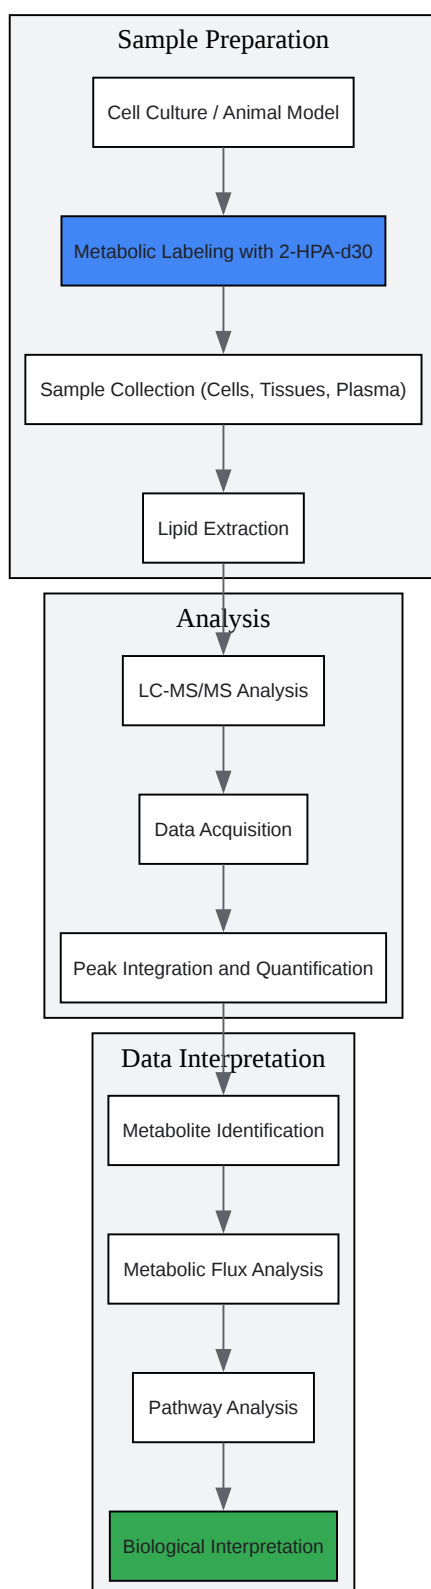 Sample Preparation
Cell Culture / Animal Model
Metabolic Labeling with 2-HPA-d30
Sample Collection (Cells, Tissues, Plasma)
Lipid Extraction
Analysis
LC-MS/MS Analysis
Data Acquisition
Peak Integration and Quantification
Data Interpretation
Metabolite Identification
Metabolic Flux Analysis
Pathway Analysis
Biological Interpretation